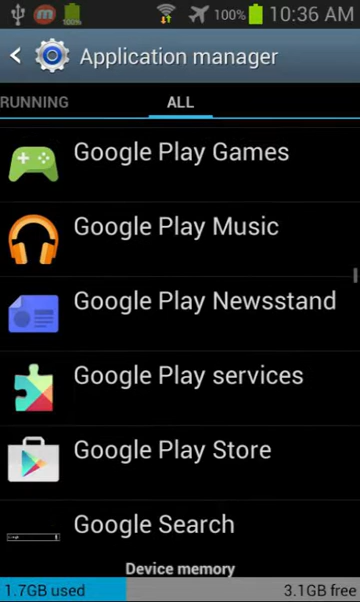 100% 10:36 AM
Application manager
RUNNING ALL
Google Play Games
Google Play Music
Google Play Newsstand
Google Play services
Google Play Store
Google Search
Device memory
1.7GB used 3.1GB free